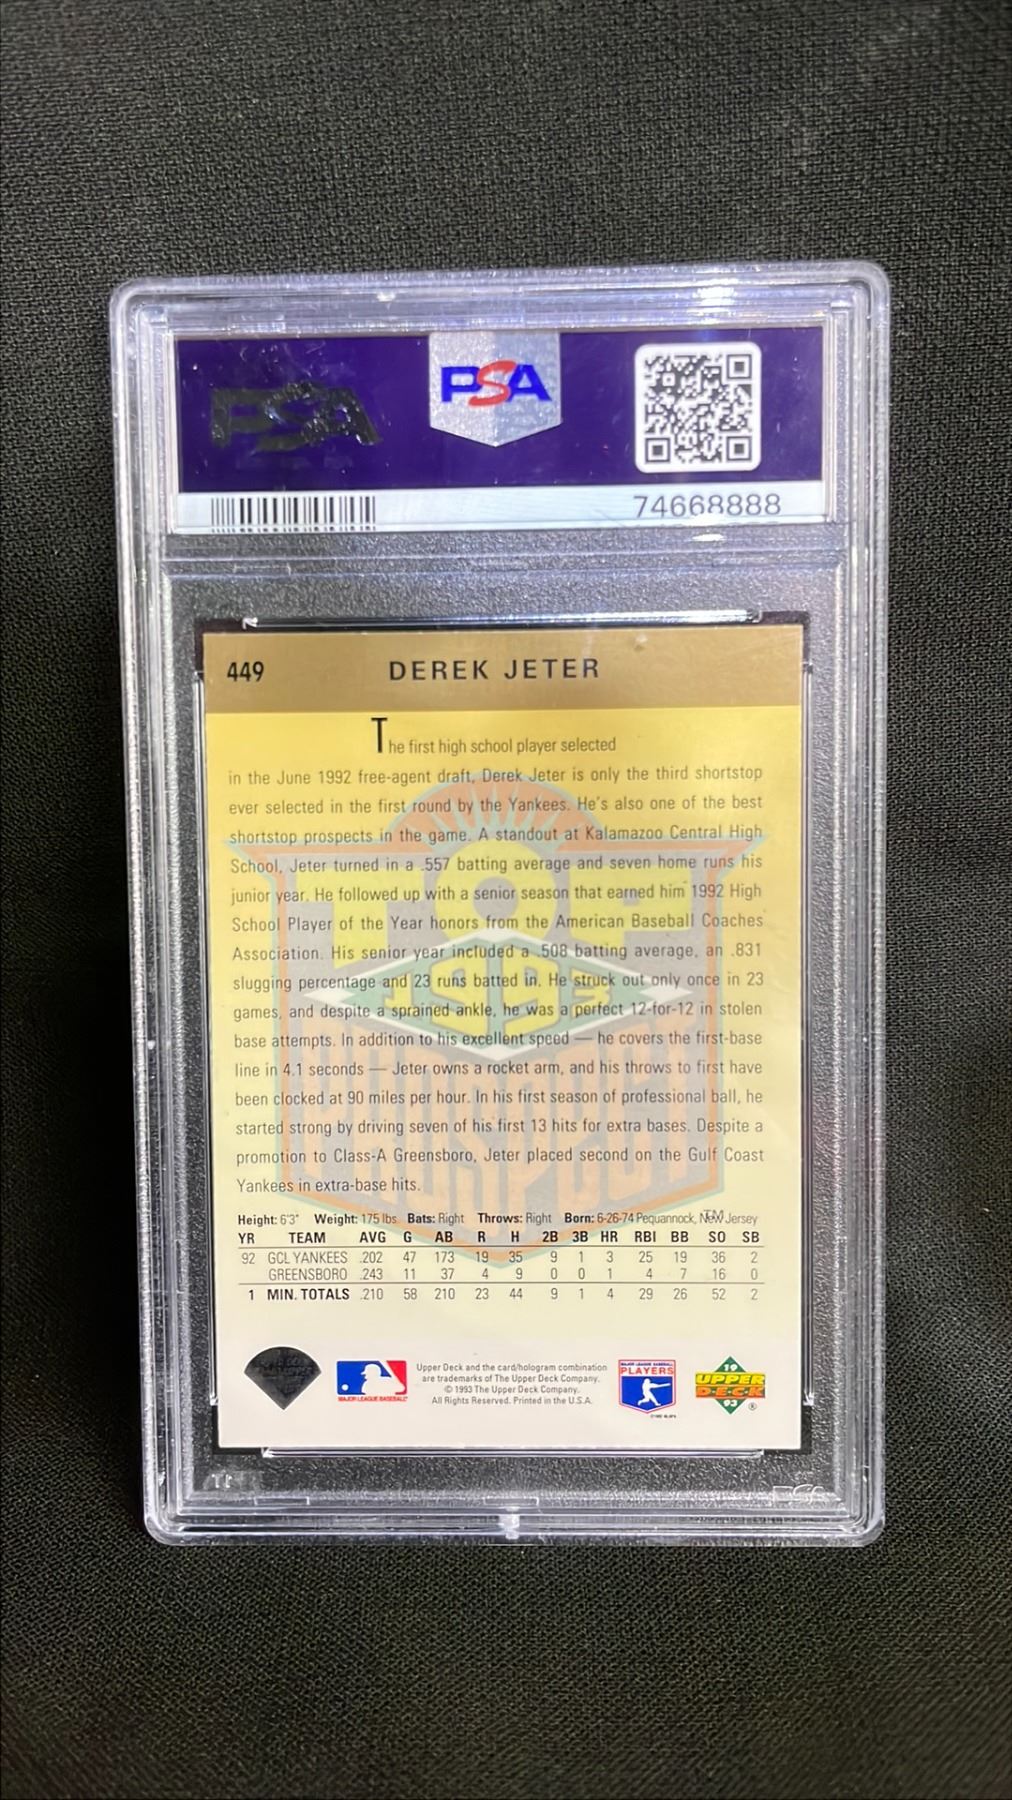 PSA
PSA
74668888
449 DEREK JETER
The first high school player selected
in the June 1992 free-agent draft, Derek Jeter is only the third shortstop
ever selected in the first round by the Yankees. He's also one of the best
shortstop prospects in the game. A standout at Kalamazoo Central High
School, Jeter turned in a .557 batting average and seven home runs his
junior year. He followed up with a senior season that earned him 1992 High
School Player of the Year honors from the American Baseball Coaches
Association. His senior year included a .508 batting average, an .831
slugging percentage and 23 runs batted in. He struck out only once in 23
games, and despite a sprained ankle, he was a perfect 12-for-12 in stolen
base attempts. In addition to his excellent speed — he covers the first-base
line in 4.1 seconds — Jeter owns a rocket arm, and his throws to first have
been clocked at 90 miles per hour. In his first season of professional ball, he
started strong by driving seven of his first 13 hits for extra bases. Despite a
promotion to Class-A Greensboro, Jeter placed second on the Gulf Coast
Yankees in extra-base hits.
TOP
1993
PROSPECT
TM
Height: 6'3" Weight: 175 lbs Bats: Right Throws: Right Born: 6-26-74 Pequannock, New Jersey
YR TEAM AVG G AB R H 2B 3B HR RBI BB SO SB
92 GCL YANKEES .202 47 173 19 35 9 1 3 25 19 36 2
GREENSBORO .243 11 37 4 9 0 0 1 4 7 16 0
1 MIN. TOTALS .210 58 210 23 44 9 1 4 29 26 52 2
MAJOR LEAGUE BASEBALL
Upper Deck and the card/hologram combination
are trademarks of The Upper Deck Company.
© 1993 The Upper Deck Company.
All Rights Reserved. Printed in the U.S.A.
MAJOR LEAGUE BASEBALL
PLAYERS
19
UPPER
DECK
93
®